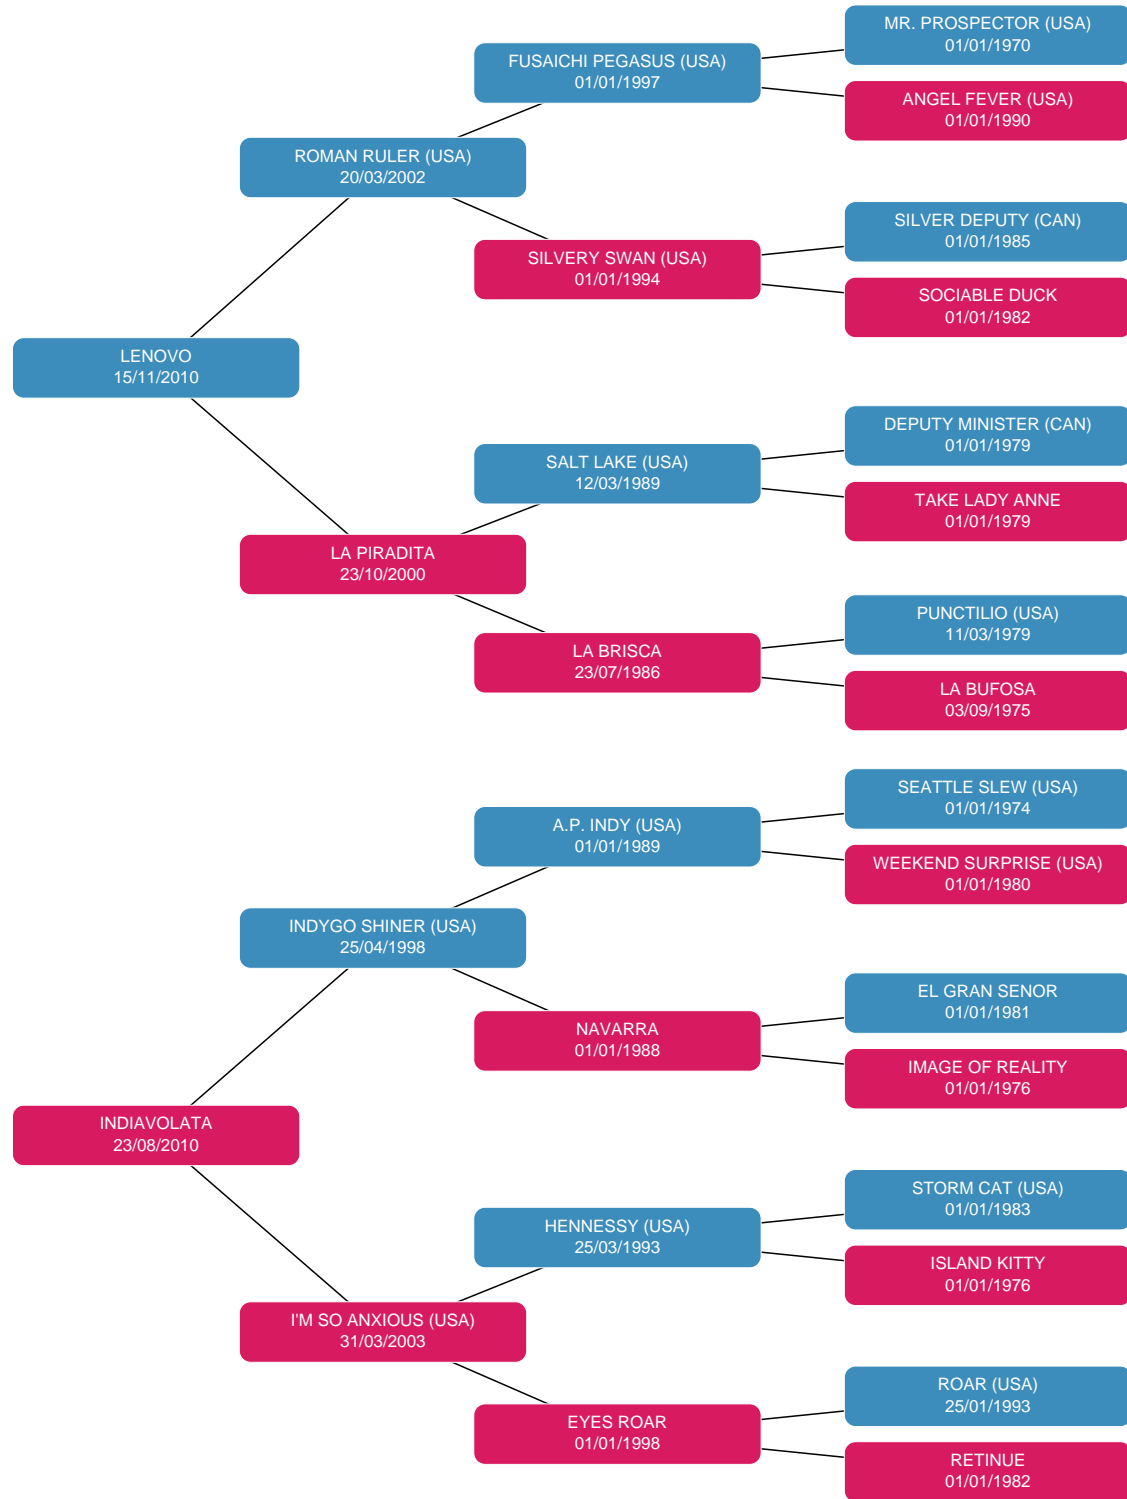 MR. PROSPECTOR (USA)
01/01/1970
FUSAICHI PEGASUS (USA)
01/01/1997
ANGEL FEVER (USA)
01/01/1990
ROMAN RULER (USA)
20/03/2002
SILVER DEPUTY (CAN)
01/01/1985
SILVERY SWAN (USA)
01/01/1994
SOCIABLE DUCK
01/01/1982
LENOVO
15/11/2010
DEPUTY MINISTER (CAN)
01/01/1979
SALT LAKE (USA)
12/03/1989
TAKE LADY ANNE
01/01/1979
LA PIRADITA
23/10/2000
PUNCTILIO (USA)
11/03/1979
LA BRISCA
23/07/1986
LA BUFOSA
03/09/1975
SEATTLE SLEW (USA)
01/01/1974
A.P. INDY (USA)
01/01/1989
WEEKEND SURPRISE (USA)
01/01/1980
INDYGO SHINER (USA)
25/04/1998
EL GRAN SENOR
01/01/1981
NAVARRA
01/01/1988
IMAGE OF REALITY
01/01/1976
INDIAVOLATA
23/08/2010
STORM CAT (USA)
01/01/1983
HENNESSY (USA)
25/03/1993
ISLAND KITTY
01/01/1976
I'M SO ANXIOUS (USA)
31/03/2003
ROAR (USA)
25/01/1993
EYES ROAR
01/01/1998
RETINUE
01/01/1982